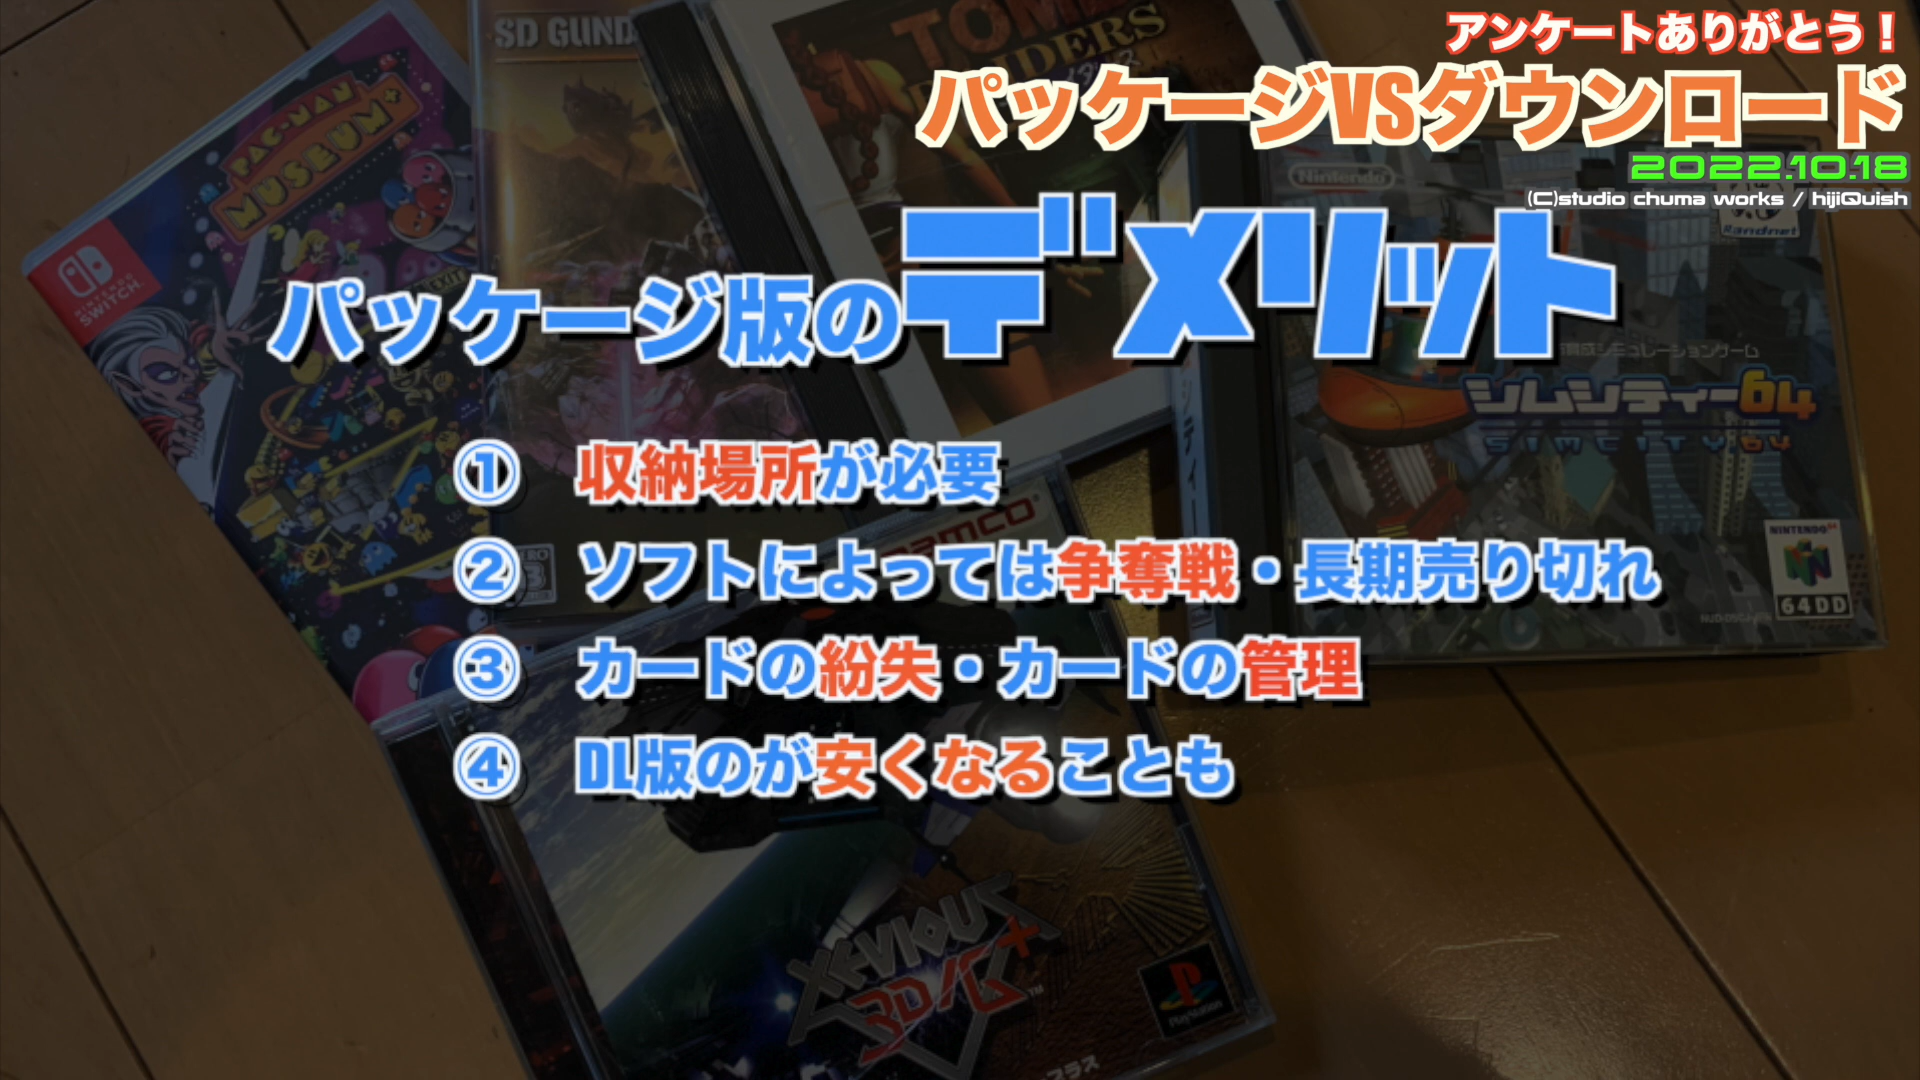 アンケートありがとう！
パッケージVSダウンロード
2022.10.18
(C)studio chuma works / hijiQuish
パッケージ版のデメリット
① 収納場所が必要
② ソフトによっては争奪戦・長期売り切れ
③ カードの紛失・カードの管理
④ DL版のが安くなることも
PAC-MAN
MUSEUM+
NINTENDO
SWITCH
SD GUND
TOMB
RAIDERS
Nintendo
Randnet
シムシティー64
SIMCITY 64
NINTENDO64
64DD
namco
XEVIOUS
3D/G+
PlayStation
プラス